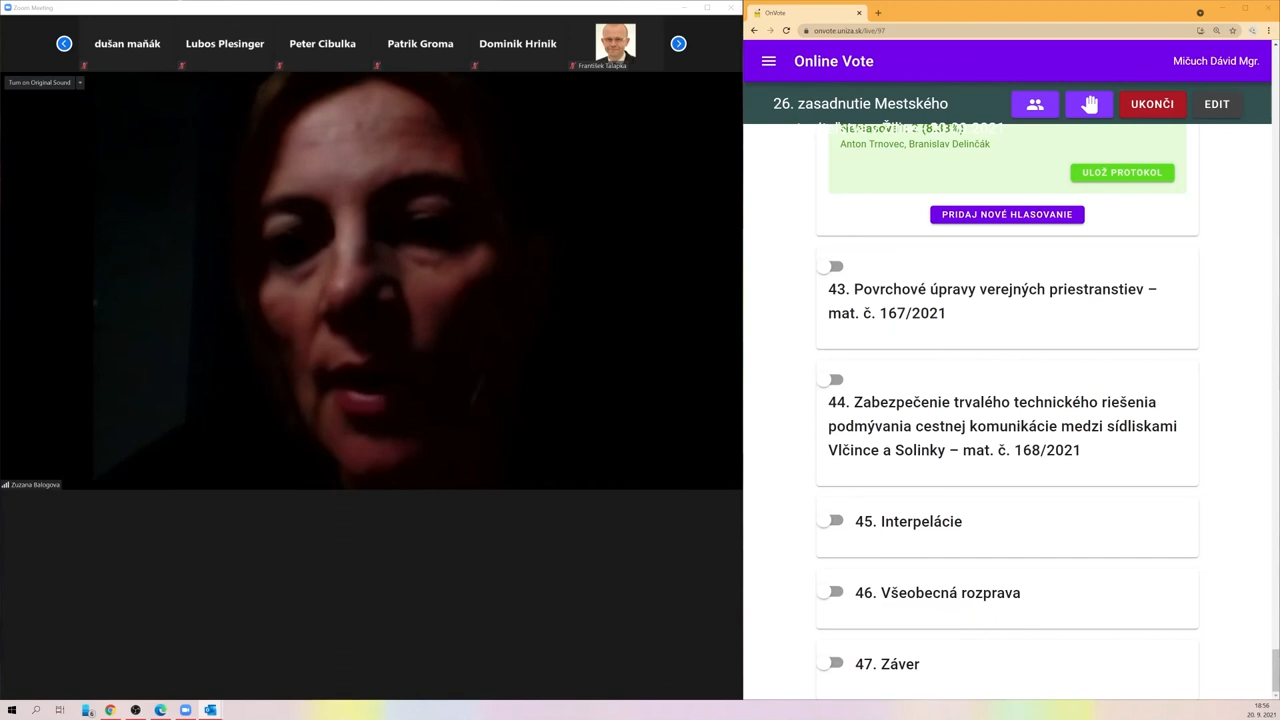 Zoom Meeting
dušan maňák
Lubos Plesinger
Peter Cibulka
Patrik Groma
Dominik Hrinik
František Talapka
Turn on Original Sound
Zuzana Balogova
OnVote
onvote.uniza.sk/live/97
Online Vote
Mičuch Dávid Mgr.
26. zasadnutie Mestského
UKONČI
EDIT
Anton Trnovec, Branislav Delinčák
ULOŽ PROTOKOL
PRIDAJ NOVÉ HLASOVANIE
43. Povrchové úpravy verejných priestranstiev –
mat. č. 167/2021
44. Zabezpečenie trvalého technického riešenia
podmývania cestnej komunikácie medzi sídliskami
Vlčince a Solinky – mat. č. 168/2021
45. Interpelácie
46. Všeobecná rozprava
47. Záver
18:56
20. 9. 2021